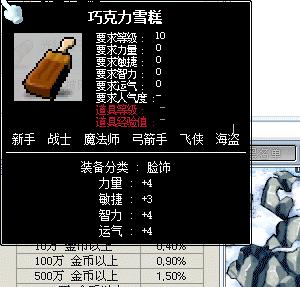 巧克力雪糕
要求等级： 10
要求力量： -
要求敏捷： -
要求智力： -
要求运气： -
要求人气度： -
道具等级： -
道具经验值： -
新手 战士 魔法师 弓箭手 飞侠 海盗
装备分类 : 脸饰
力量 : +4
敏捷 : +3
智力 : +4
运气 : +4
10万 金币以上 0.40%
100万 金币以上 0.90%
500万 金币以上 1.50%